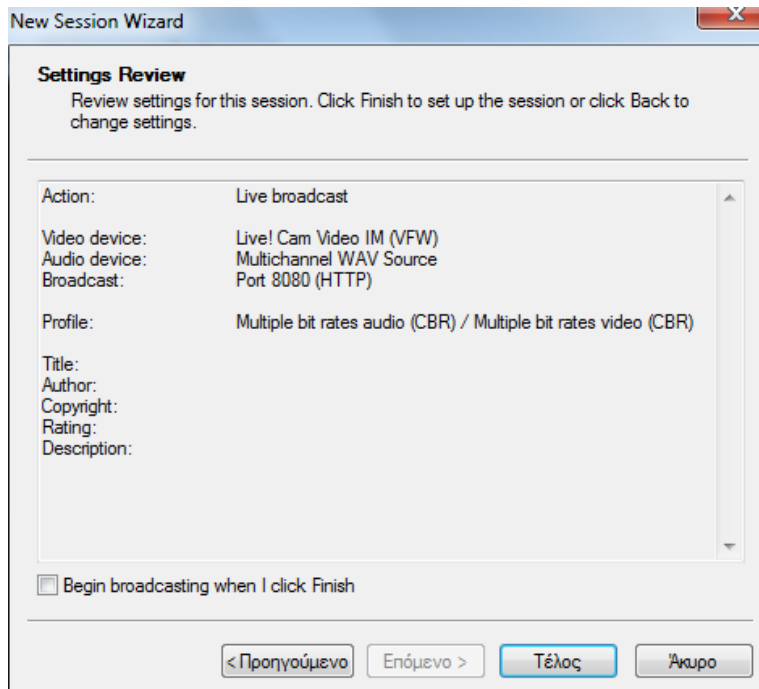 New Session Wizard
Settings Review
Review settings for this session. Click Finish to set up the session or click Back to
change settings.
Action: Live broadcast
Video device: Live! Cam Video IM (VFW)
Audio device: Multichannel WAV Source
Broadcast: Port 8080 (HTTP)
Profile: Multiple bit rates audio (CBR) / Multiple bit rates video (CBR)
Title:
Author:
Copyright:
Rating:
Description:
Begin broadcasting when I click Finish
< Προηγούμενο Επόμενο > Τέλος Άκυρο